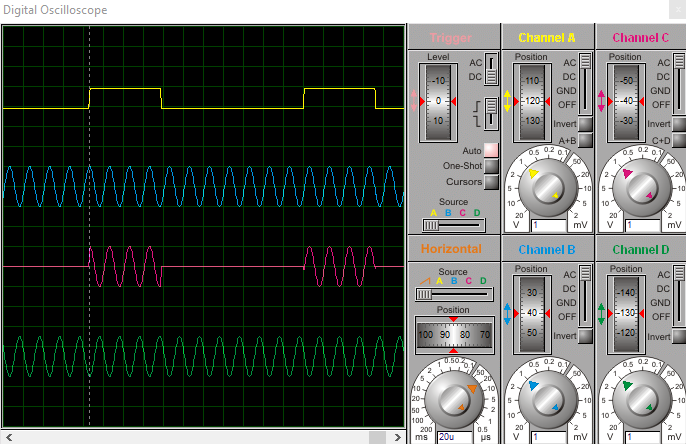 Digital Oscilloscope
Trigger
Level
AC
DC
-10
0
10
Auto
One-Shot
Cursors
Source
A B C D
Horizontal
Source
A B C D
Position
100 90 80 70
200 100 50 20 10 5 2 1 0.5 0.2 0.1 0.50
ms 20u µs
Channel A
Position
110
120
130
AC
DC
GND
OFF
Invert
A+B
20 10 5 2 1 0.5 0.2 0.1 50 20 10 5 2
V 1 mV
Channel B
Position
30
40
50
AC
DC
GND
OFF
Invert
20 10 5 2 1 0.5 0.2 0.1 50 20 10 5 2
V 1 mV
Channel C
Position
-50
-40
-30
AC
DC
GND
OFF
Invert
C+D
20 10 5 2 1 0.5 0.2 0.1 50 20 10 5 2
V 1 mV
Channel D
Position
-140
-130
-120
AC
DC
GND
OFF
Invert
20 10 5 2 1 0.5 0.2 0.1 50 20 10 5 2
V 1 mV